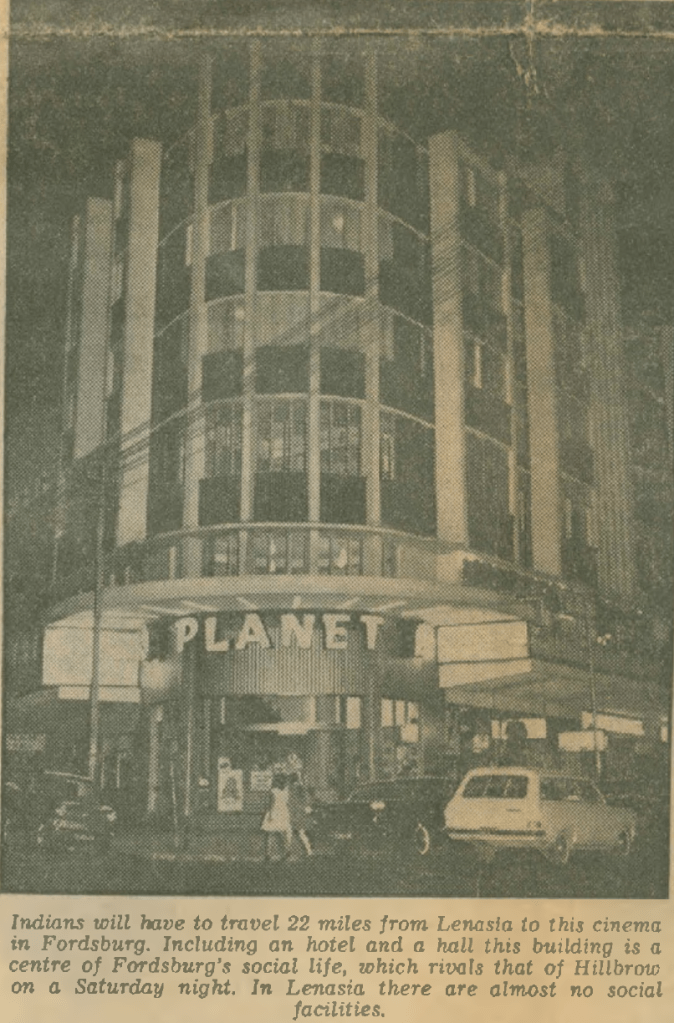 PLANET
Indians will have to travel 22 miles from Lenasia to this cinema
in Fordsburg. Including an hotel and a hall this building is a
centre of Fordsburg's social life, which rivals that of Hillbrow
on a Saturday night. In Lenasia there are almost no social
facilities.